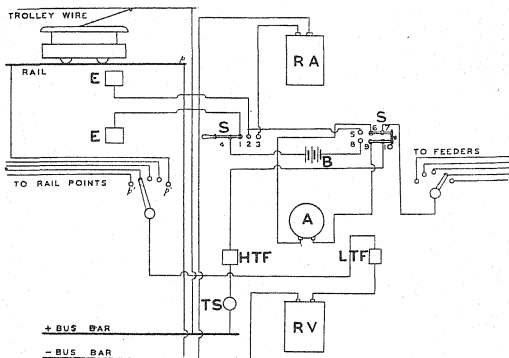 TROLLEY WIRE
p
RAIL
E
E
RA
S
4 1 2 3
S
5 6 7
8 9 10
B
TO FEEDERS
TO RAIL POINTS
p' p
A
HTF
LTF
TS
RV
+ BUS BAR
− BUS BAR